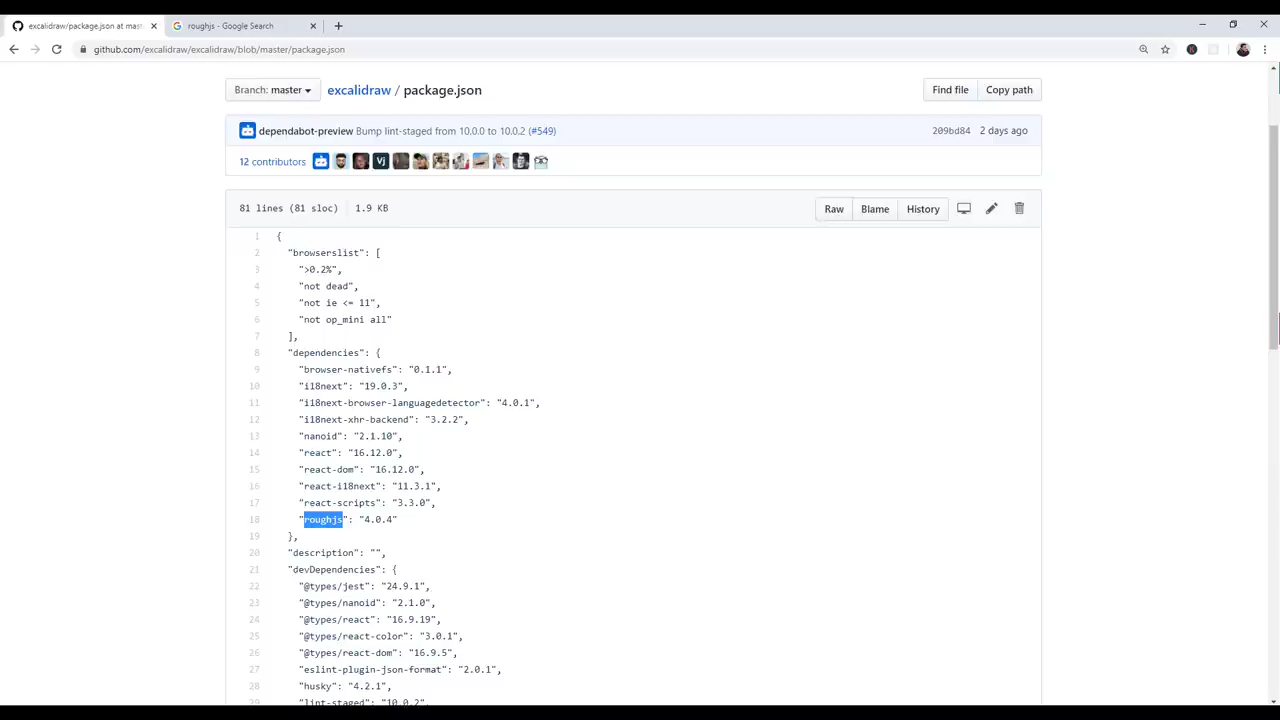 excalidraw/package.json at mast
roughjs - Google Search
github.com/excalidraw/excalidraw/blob/master/package.json
Branch: master
excalidraw / package.json
Find file
Copy path
dependabot-preview Bump lint-staged from 10.0.0 to 10.0.2 (#549)
209bd84 2 days ago
12 contributors
Vj
81 lines (81 sloc) 1.9 KB
Raw
Blame
History
1 {
2 "browserslist": [
3 ">0.2%",
4 "not dead",
5 "not ie <= 11",
6 "not op_mini all"
7 ],
8 "dependencies": {
9 "browser-nativefs": "0.1.1",
10 "i18next": "19.0.3",
11 "i18next-browser-languagedetector": "4.0.1",
12 "i18next-xhr-backend": "3.2.2",
13 "nanoid": "2.1.10",
14 "react": "16.12.0",
15 "react-dom": "16.12.0",
16 "react-i18next": "11.3.1",
17 "react-scripts": "3.3.0",
18 "roughjs": "4.0.4"
19 },
20 "description": "",
21 "devDependencies": {
22 "@types/jest": "24.9.1",
23 "@types/nanoid": "2.1.0",
24 "@types/react": "16.9.19",
25 "@types/react-color": "3.0.1",
26 "@types/react-dom": "16.9.5",
27 "eslint-plugin-json-format": "2.0.1",
28 "husky": "4.2.1",
29 "lint-staged": "10.0.2",